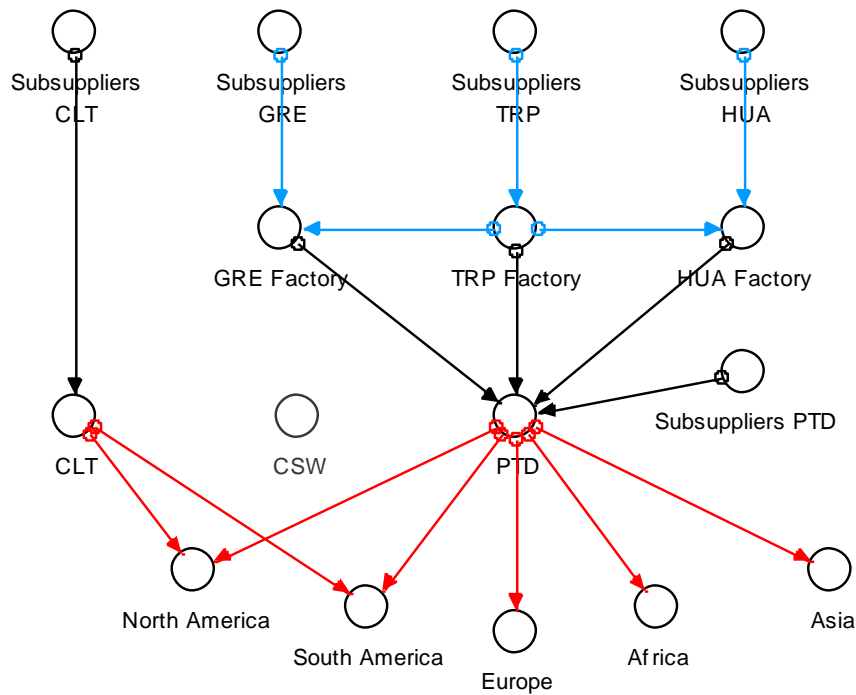 Subsuppliers
CLT
Subsuppliers
GRE
Subsuppliers
TRP
Subsuppliers
HUA
GRE Factory
TRP Factory
HUA Factory
Subsuppliers PTD
CLT
CSW
PTD
North America
South America
Europe
Africa
Asia